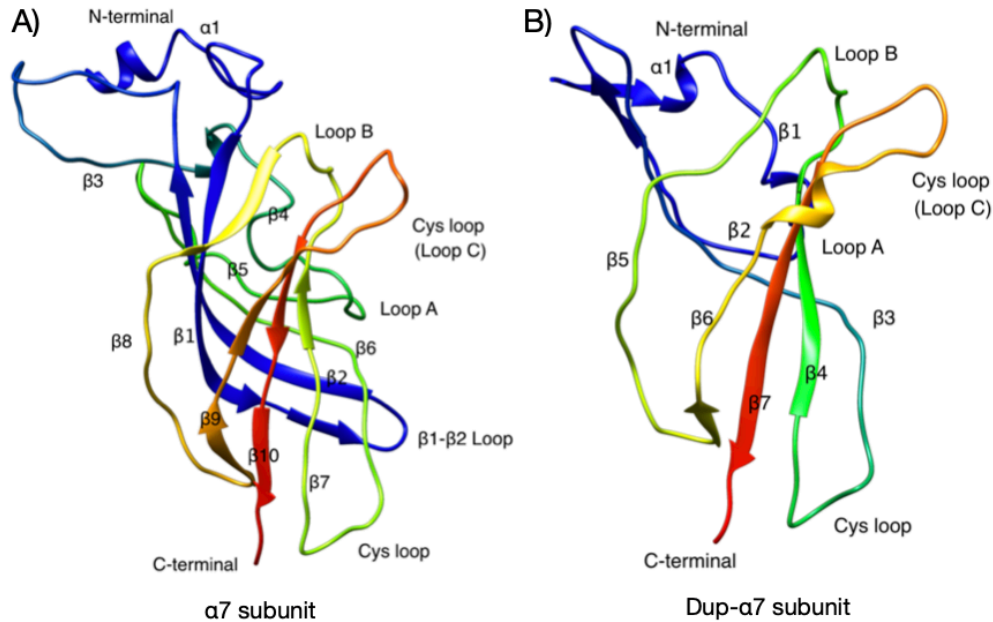 A)
N-terminal
α1
β3
Loop B
β4
Cys loop
(Loop C)
β5
Loop A
β8
β1
β6
β2
β9
β1-β2 Loop
β10
β7
Cys loop
C-terminal
α7 subunit
B)
N-terminal
Loop B
α1
β1
Cys loop
(Loop C)
β2
Loop A
β5
β6
β3
β4
β7
Cys loop
C-terminal
Dup-α7 subunit